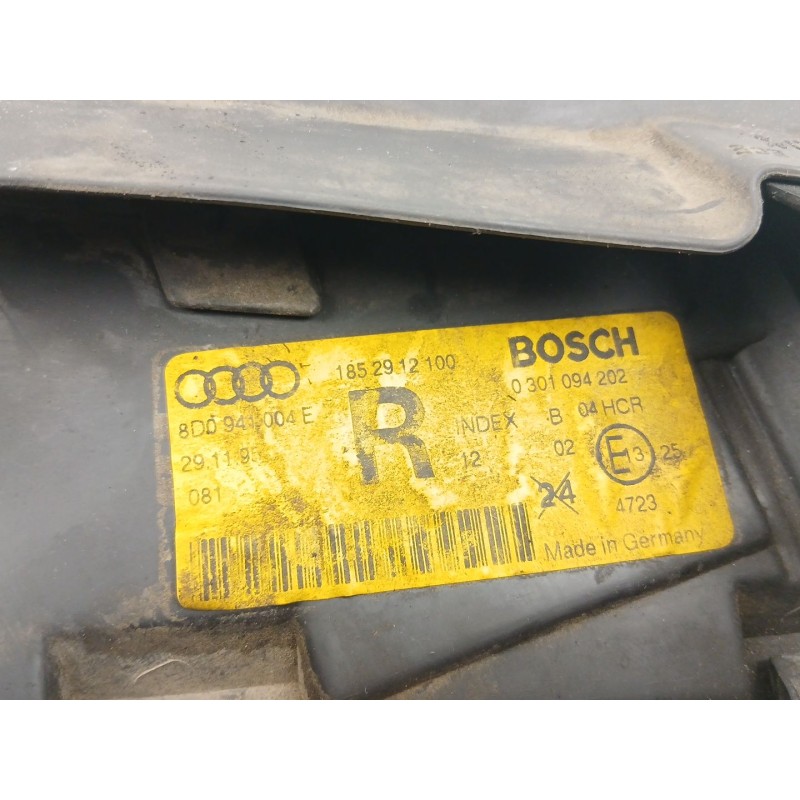 185 29 12 100
BOSCH
0 301 094 202
8D0 941 004 E
R
INDEX B 04 HCR
29.11.9
12 02 E 3 25
081
24
4723
Made in Germany